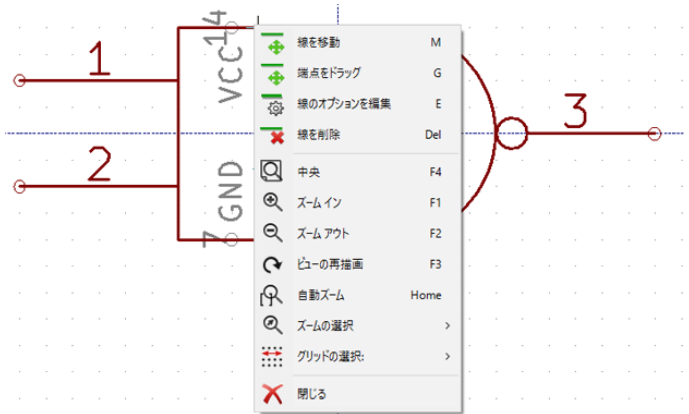 14
VCC
1
2
3
GND
7
線を移動 M
端点をドラッグ G
線のオプションを編集 E
線を削除 Del
中央 F4
ズーム イン F1
ズーム アウト F2
ビューの再描画 F3
自動ズーム Home
ズームの選択
グリッドの選択:
閉じる